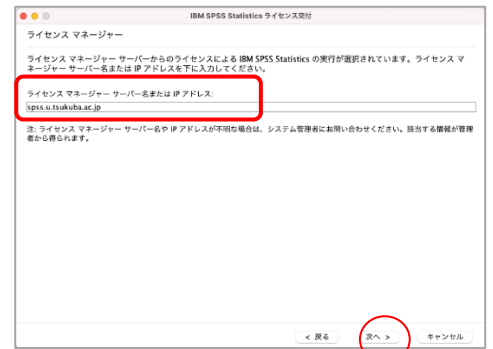 IBM SPSS Statistics ライセンス交付
ライセンス マネージャー
ライセンス マネージャー サーバーからのライセンスによる IBM SPSS Statistics の実行が選択されています。ライセンス マ
ネージャー サーバー名または IP アドレスを下に入力してください。
ライセンス マネージャー サーバー名または IP アドレス:
spss.u.tsukuba.ac.jp
注: ライセンス マネージャー サーバー名や IP アドレスが不明な場合は、システム管理者にお問い合わせください。該当する情報が管理
者から得られます。
< 戻る
次へ >
キャンセル